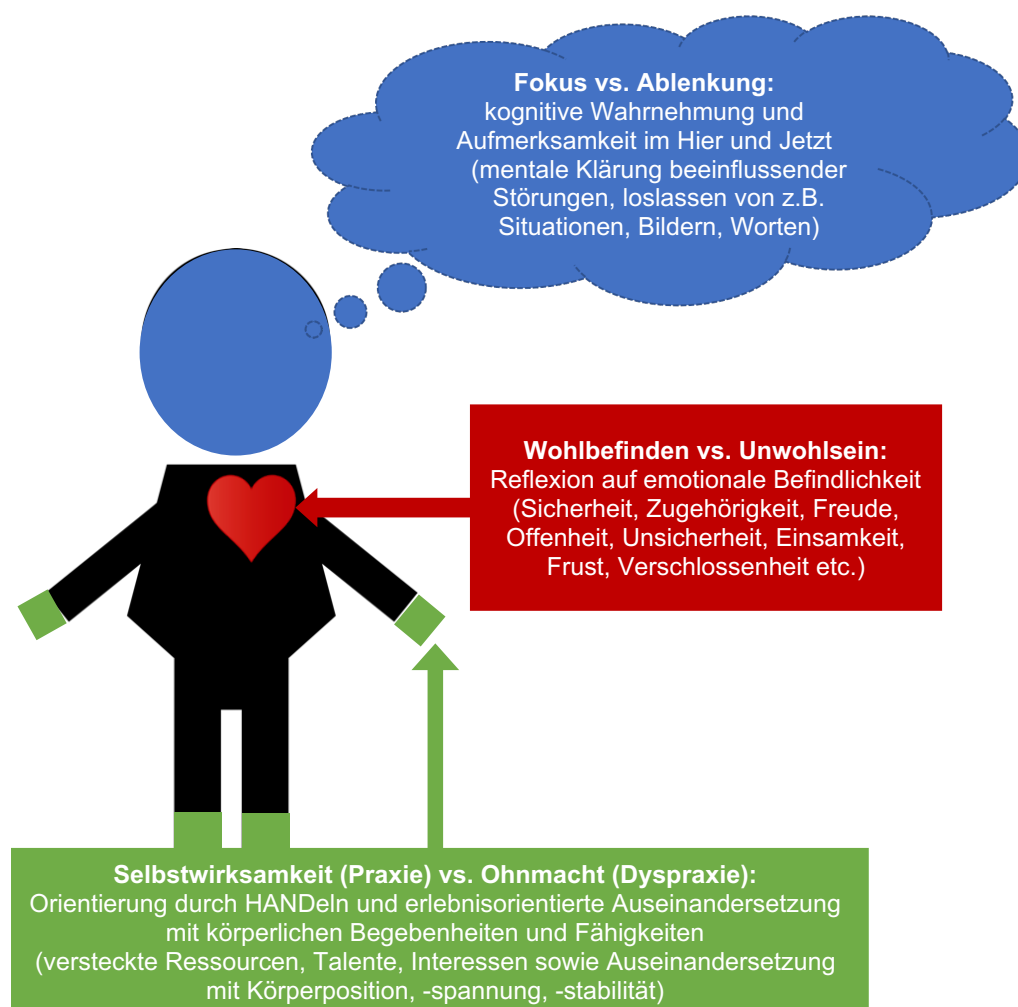 Fokus vs. Ablenkung:
kognitive Wahrnehmung und
Aufmerksamkeit im Hier und Jetzt
(mentale Klärung beeinflussender
Störungen, loslassen von z.B.
Situationen, Bildern, Worten)
Wohlbefinden vs. Unwohlsein:
Reflexion auf emotionale Befindlichkeit
(Sicherheit, Zugehörigkeit, Freude,
Offenheit, Unsicherheit, Einsamkeit,
Frust, Verschlossenheit etc.)
Selbstwirksamkeit (Praxie) vs. Ohnmacht (Dyspraxie):
Orientierung durch HANDeln und erlebnisorientierte Auseinandersetzung
mit körperlichen Begebenheiten und Fähigkeiten
(versteckte Ressourcen, Talente, Interessen sowie Auseinandersetzung
mit Körperposition, -spannung, -stabilität)